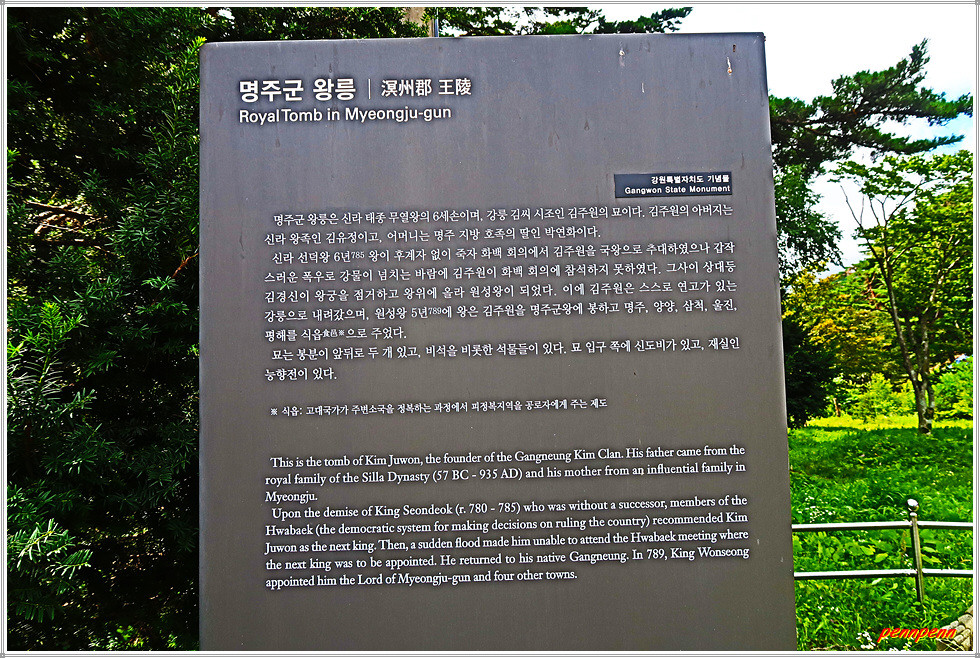 명주군 왕릉 | 溟州郡 王陵
Royal Tomb in Myeongju-gun
강원특별자치도 기념물
Gangwon State Monument
명주군 왕릉은 신라 태종 무열왕의 6세손이며, 강릉 김씨 시조인 김주원의 묘이다. 김주원의 아버지는
신라 왕족인 김유정이고, 어머니는 명주 지방 호족의 딸인 박연화이다.
신라 선덕왕 6년785 왕이 후계자 없이 죽자 화백 회의에서 김주원을 국왕으로 추대하였으나 갑작
스러운 폭우로 강물이 넘치는 바람에 김주원이 화백 회의에 참석하지 못하였다. 그사이 상대등
김경신이 왕궁을 점거하고 왕위에 올라 원성왕이 되었다. 이에 김주원은 스스로 연고가 있는
강릉으로 내려갔으며, 원성왕 5년789에 왕은 김주원을 명주군왕에 봉하고 명주, 양양, 삼척, 울진,
평해를 식읍食邑※으로 주었다.
묘는 봉분이 앞뒤로 두 개 있고, 비석을 비롯한 석물들이 있다. 묘 입구 쪽에 신도비가 있고, 재실인
능향전이 있다.
※ 식읍: 고대국가가 주변소국을 정복하는 과정에서 피정복지역을 공로자에게 주는 제도
This is the tomb of Kim Juwon, the founder of the Gangneung Kim Clan. His father came from the
royal family of the Silla Dynasty (57 BC - 935 AD) and his mother from an influential family in
Myeongju.
Upon the demise of King Seondeok (r. 780 - 785) who was without a successor, members of the
Hwabaek (the democratic system for making decisions on ruling the country) recommended Kim
Juwon as the next king. Then, a sudden flood made him unable to attend the Hwabaek meeting where
the next king was to be appointed. He returned to his native Gangneung. In 789, King Wonseong
appointed him the Lord of Myeongju-gun and four other towns.
pennpenn